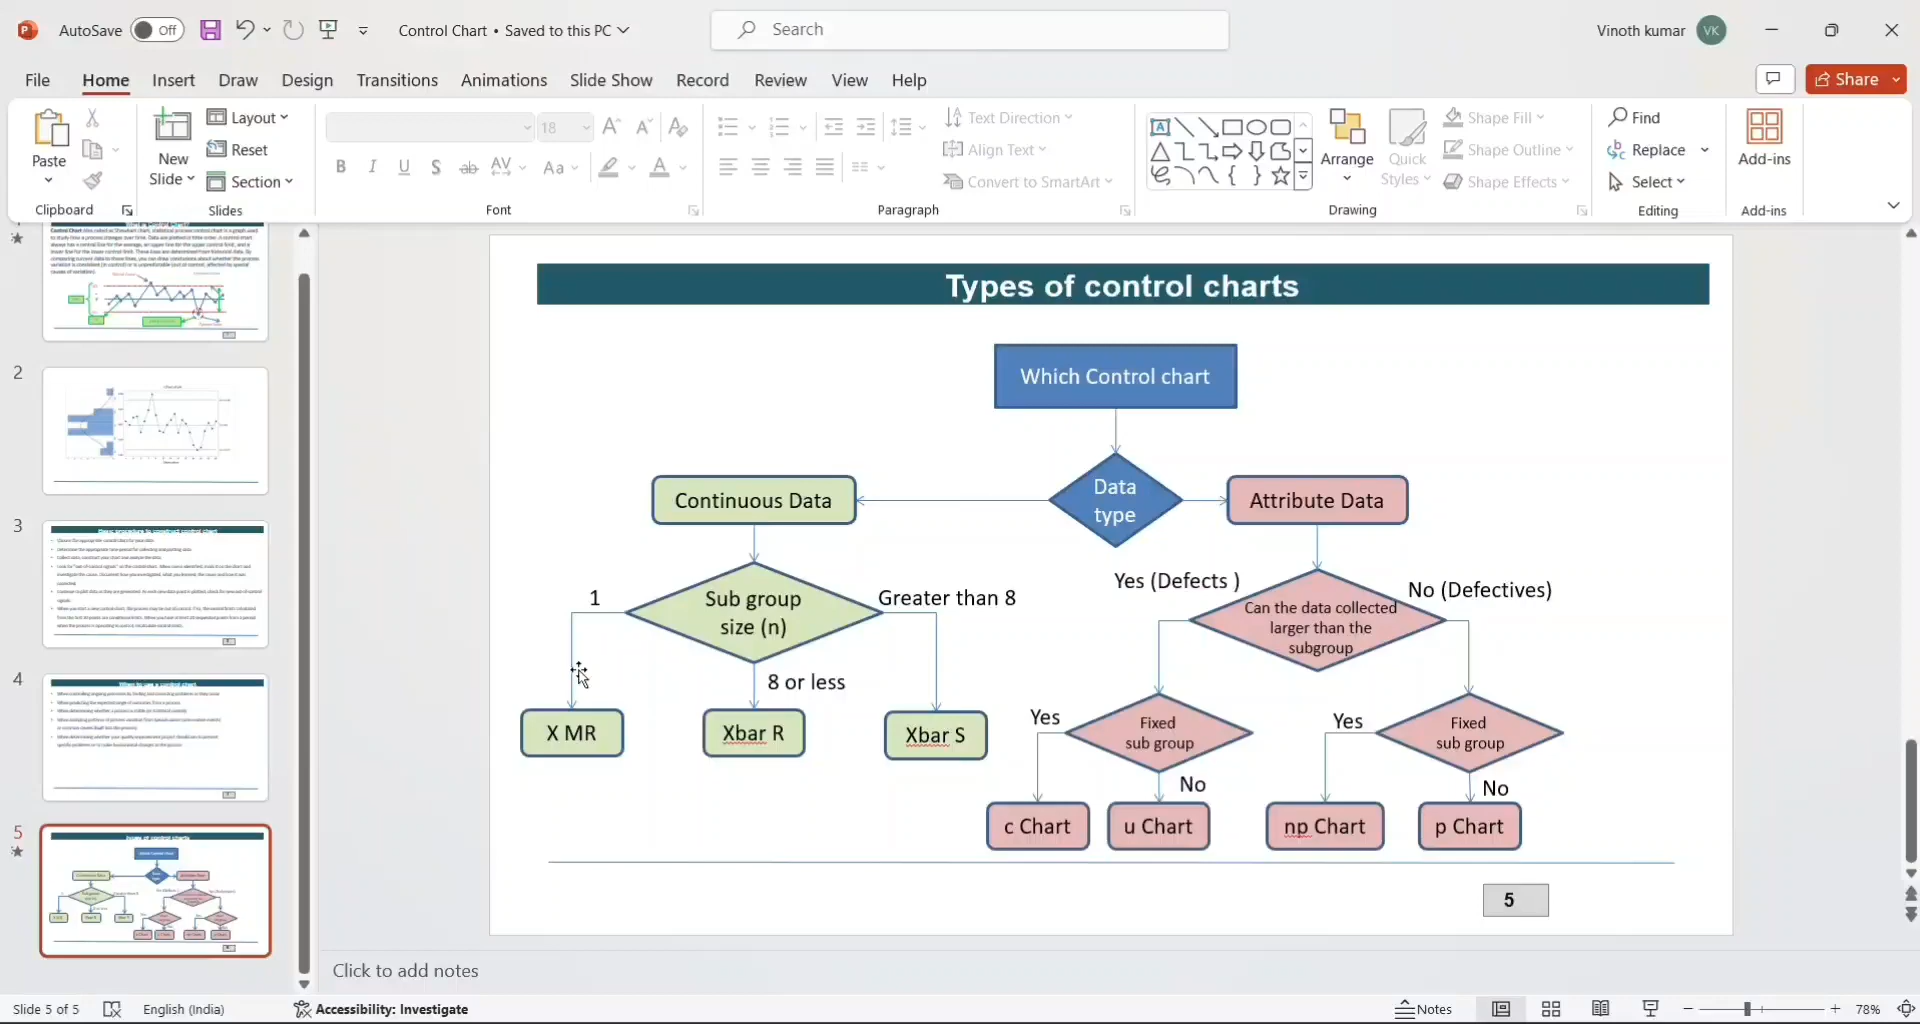 AutoSave Off
Control Chart • Saved to this PC
Search
Vinoth kumar VK
File Home Insert Draw Design Transitions Animations Slide Show Record Review View Help
Share
Paste
New
Slide
Layout
Reset
Section
18
B I U S ab AV Aa A
Text Direction
Align Text
Convert to SmartArt
Arrange
Quick
Styles
Shape Fill
Shape Outline
Shape Effects
Find
Replace
Select
Add-ins
Clipboard Slides Font Paragraph Drawing Editing Add-ins
2
3
4
5
Types of control charts
Which Control chart
Data
type
Continuous Data
Attribute Data
1
Sub group
size (n)
Greater than 8
8 or less
X MR
Xbar R
Xbar S
Yes (Defects )
Can the data collected
larger than the
subgroup
No (Defectives)
Yes
Fixed
sub group
No
Yes
Fixed
sub group
No
c Chart
u Chart
np Chart
p Chart
5
Click to add notes
Slide 5 of 5
English (India)
Accessibility: Investigate
Notes
78%